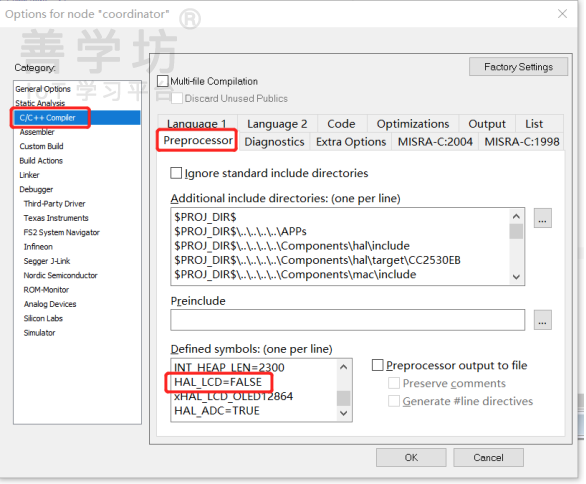 Options for node "coordinator"
善学坊®
IoT 学习平台
Category:
Factory Settings
General Options
Static Analysis
C/C++ Compiler
Assembler
Custom Build
Build Actions
Linker
Debugger
Third-Party Driver
Texas Instruments
FS2 System Navigator
Infineon
Segger J-Link
Nordic Semiconductor
ROM-Monitor
Analog Devices
Silicon Labs
Simulator
Multi-file Compilation
Discard Unused Publics
Language 1 Language 2 Code Optimizations Output List
Preprocessor Diagnostics Extra Options MISRA-C:2004 MISRA-C:1998
Ignore standard include directories
Additional include directories: (one per line)
$PROJ_DIR$
$PROJ_DIR$\..\..\..\..\APPs
$PROJ_DIR$\..\..\..\..\Components\hal\include
$PROJ_DIR$\..\..\..\..\Components\hal\target\CC2530EB
$PROJ_DIR$\..\..\..\..\Components\mac\include
...
Preinclude
...
Defined symbols: (one per line)
INT_HEAP_LEN=2300
HAL_LCD=FALSE
xHAL_LCD_OLED12864
HAL_ADC=TRUE
Preprocessor output to file
Preserve comments
Generate #line directives
OK Cancel